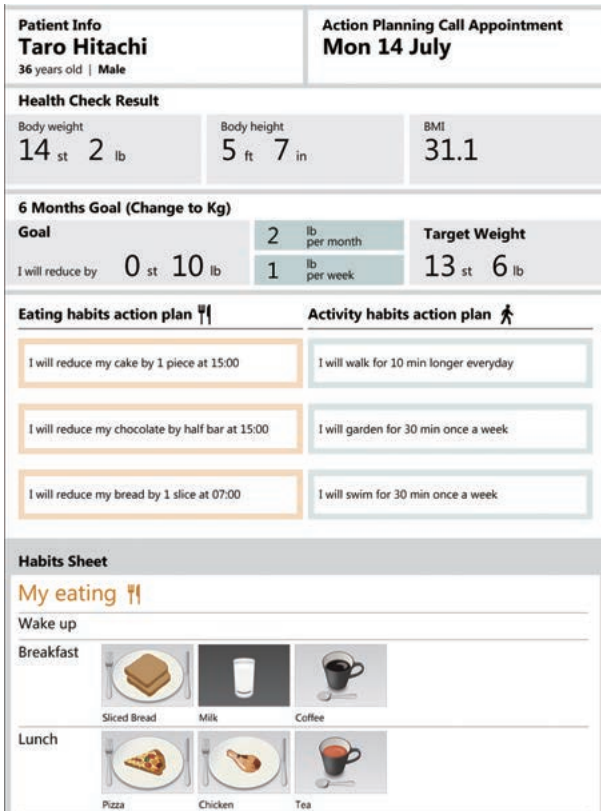 Patient Info
Taro Hitachi
36 years old | Male
Action Planning Call Appointment
Mon 14 July
Health Check Result
Body weight
14 st 2 lb
Body height
5 ft 7 in
BMI
31.1
6 Months Goal (Change to Kg)
Goal
I will reduce by 0 st 10 lb
2 lb per month
1 lb per week
Target Weight
13 st 6 lb
Eating habits action plan
I will reduce my cake by 1 piece at 15:00
I will reduce my chocolate by half bar at 15:00
I will reduce my bread by 1 slice at 07:00
Activity habits action plan
I will walk for 10 min longer everyday
I will garden for 30 min once a week
I will swim for 30 min once a week
Habits Sheet
My eating
Wake up
Breakfast
Sliced Bread
Milk
Coffee
Lunch
Pizza
Chicken
Tea